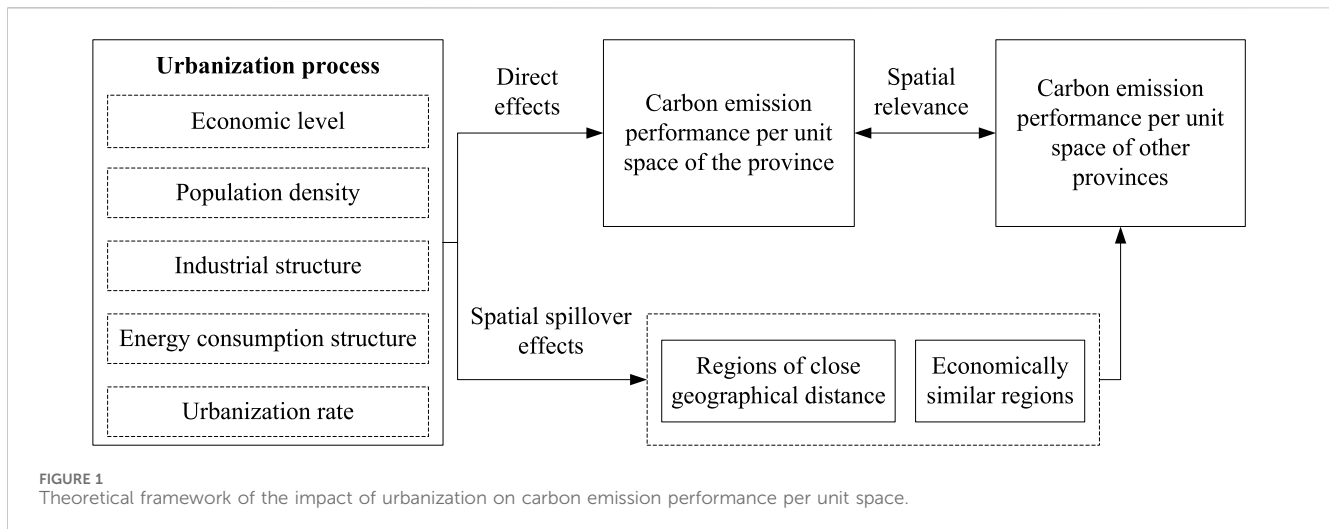 Urbanization process
Economic level
Population density
Industrial structure
Energy consumption structure
Urbanization rate
Direct
effects
Carbon emission
performance per unit
space of the province
Spatial
relevance
Carbon emission
performance per unit
space of other
provinces
Spatial spillover
effects
Regions of close
geographical distance
Economically
similar regions
FIGURE 1
Theoretical framework of the impact of urbanization on carbon emission performance per unit space.